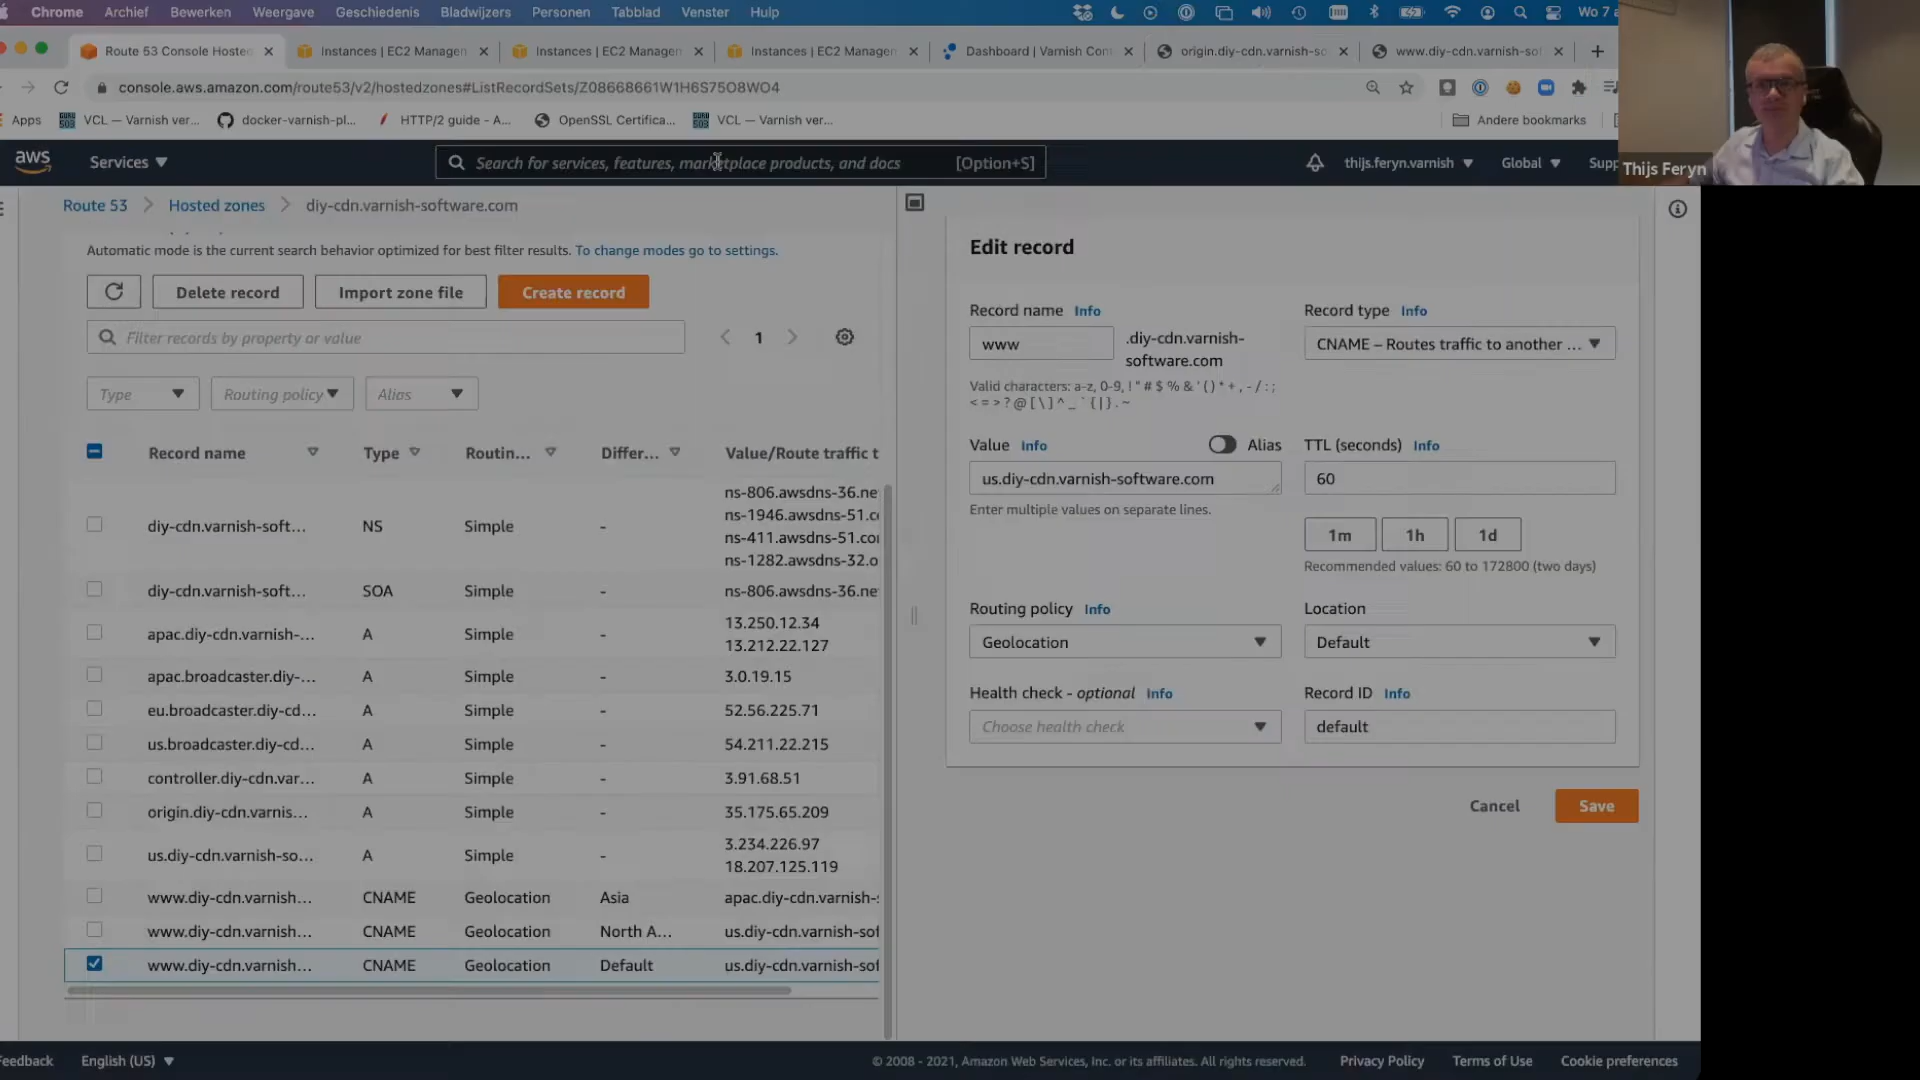 Chrome Archief Bewerken Weergave Geschiedenis Bladwijzers Personen Tabblad Venster Hulp Wo 7 a
Route 53 Console Hosted Instances | EC2 Managem Instances | EC2 Managem Instances | EC2 Managem Dashboard | Varnish Con origin.diy-cdn.varnish-so www.diy-cdn.varnish-sof
console.aws.amazon.com/route53/v2/hostedzones#ListRecordSets/Z08668661W1H6S75O8WO4
Apps VCL — Varnish ver... docker-varnish-pl... HTTP/2 guide - A... OpenSSL Certifica... VCL — Varnish ver... Andere bookmarks
aws Services Search for services, features, marketplace products, and docs [Option+S] thijs.feryn.varnish Global Supp
Thijs Feryn
Route 53 > Hosted zones > diy-cdn.varnish-software.com
Automatic mode is the current search behavior optimized for best filter results. To change modes go to settings.
Delete record Import zone file Create record
Filter records by property or value 1
Type Routing policy Alias
Record name Type Routin... Differ... Value/Route traffic t
ns-806.awsdns-36.ne
ns-1946.awsdns-51.c
diy-cdn.varnish-soft... NS Simple -
ns-411.awsdns-51.co
ns-1282.awsdns-32.o
diy-cdn.varnish-soft... SOA Simple - ns-806.awsdns-36.ne
apac.diy-cdn.varnish-... A Simple - 13.250.12.34
13.212.22.127
apac.broadcaster.diy-... A Simple - 3.0.19.15
eu.broadcaster.diy-cd... A Simple - 52.56.225.71
us.broadcaster.diy-cd... A Simple - 54.211.22.215
controller.diy-cdn.var... A Simple - 3.91.68.51
origin.diy-cdn.varnis... A Simple - 35.175.65.209
us.diy-cdn.varnish-so... A Simple - 3.234.226.97
18.207.125.119
www.diy-cdn.varnish... CNAME Geolocation Asia apac.diy-cdn.varnish-s
www.diy-cdn.varnish... CNAME Geolocation North A... us.diy-cdn.varnish-sof
www.diy-cdn.varnish... CNAME Geolocation Default us.diy-cdn.varnish-sof
Edit record
Record name Info Record type Info
www .diy-cdn.varnish-software.com CNAME – Routes traffic to another ...
Valid characters: a-z, 0-9, ! " # $ % & ' ( ) * + , - / : ;
< = > ? @ [ \ ] ^ _ ` { | } . ~
Value Info Alias TTL (seconds) Info
us.diy-cdn.varnish-software.com 60
Enter multiple values on separate lines.
1m 1h 1d
Recommended values: 60 to 172800 (two days)
Routing policy Info Location
Geolocation Default
Health check - optional Info Record ID Info
Choose health check default
Cancel Save
Feedback English (US) © 2008 - 2021, Amazon Web Services, Inc. or its affiliates. All rights reserved. Privacy Policy Terms of Use Cookie preferences